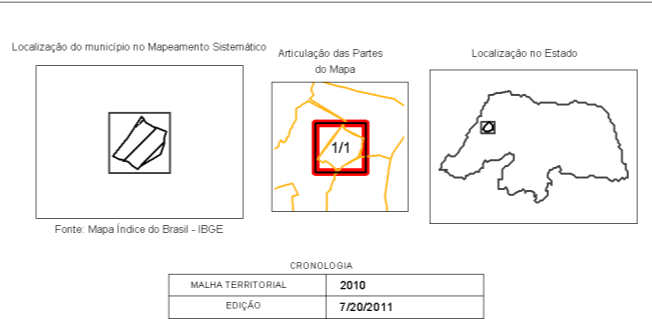 Localização do município no Mapeamento Sistemático
Articulação das Partes
do Mapa
Localização no Estado
1/1
Fonte: Mapa Índice do Brasil - IBGE
CRONOLOGIA
MALHA TERRITORIAL 2010
EDIÇÃO 7/20/2011